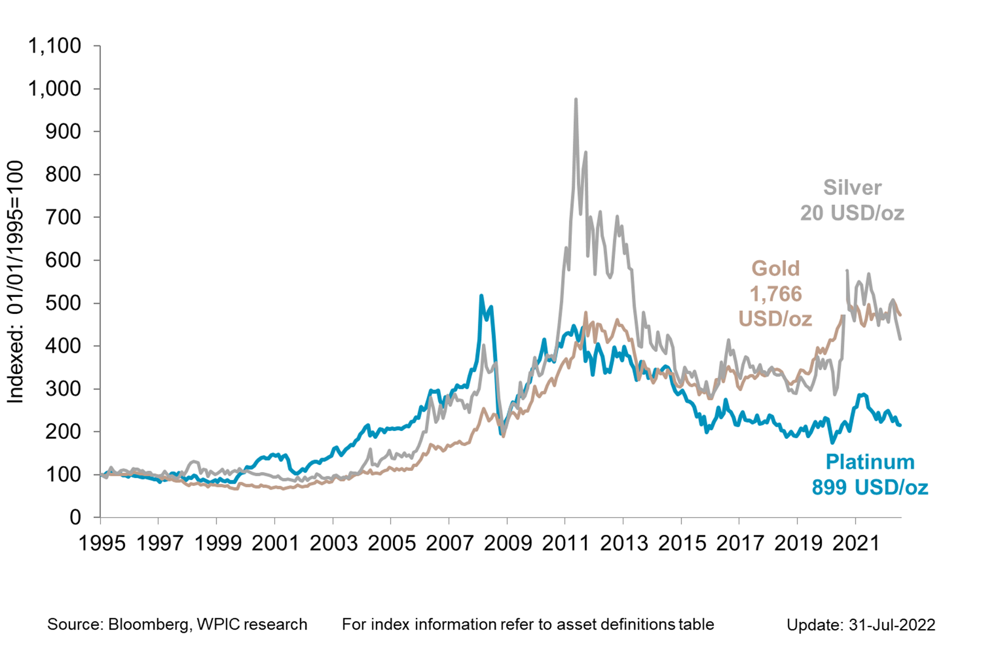 1,100
1,000
900
800
700
600
500
400
300
200
100
0
Indexed: 01/01/1995=100
Silver
20 USD/oz
Gold
1,766
USD/oz
Platinum
899 USD/oz
1995 1997 1999 2001 2003 2005 2007 2009 2011 2013 2015 2017 2019 2021
Source: Bloomberg, WPIC research For index information refer to asset definitions table Update: 31-Jul-2022